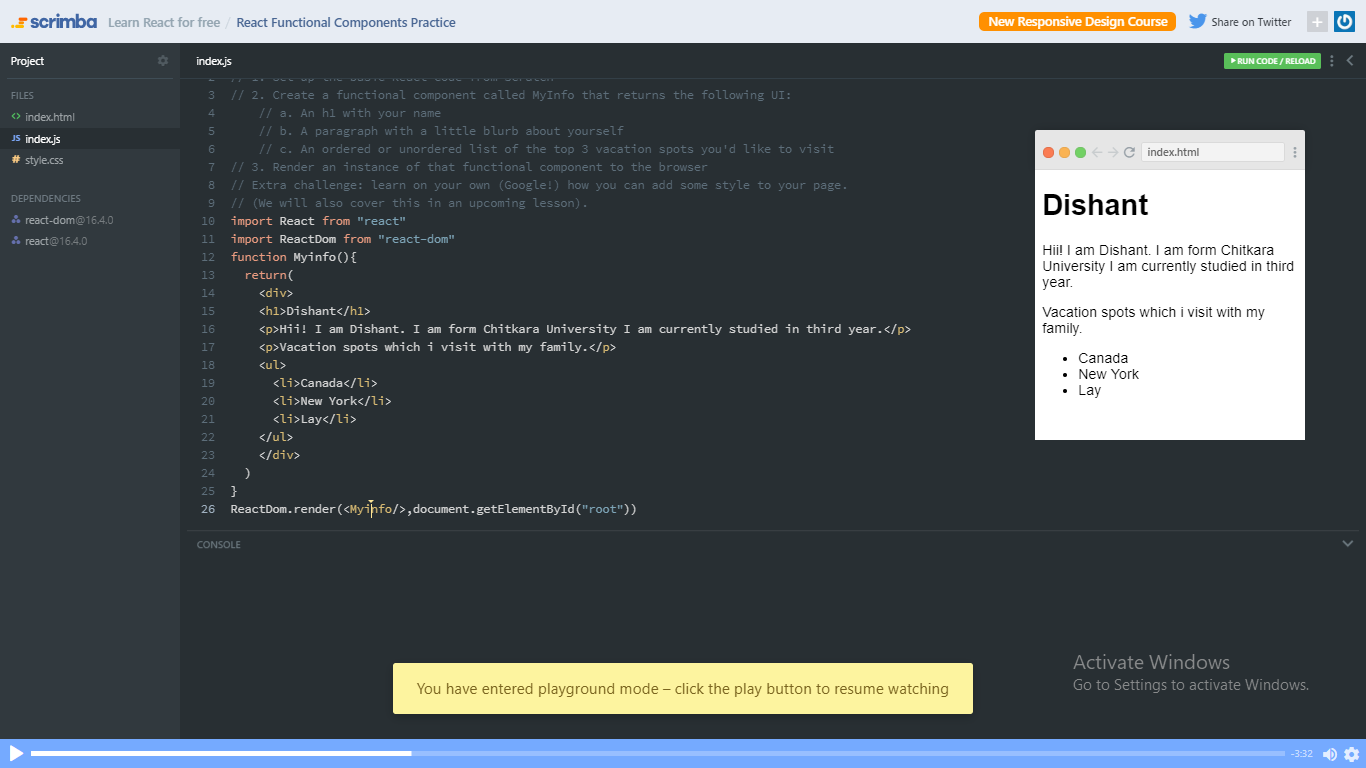 scrimba Learn React for free / React Functional Components Practice
New Responsive Design Course Share on Twitter +
Project
index.js
RUN CODE / RELOAD
FILES
<> index.html
JS index.js
# style.css
DEPENDENCIES
react-dom@16.4.0
react@16.4.0
2 // 1. Set up the basic React code from scratch
3 // 2. Create a functional component called MyInfo that returns the following UI:
4 // a. An h1 with your name
5 // b. A paragraph with a little blurb about yourself
6 // c. An ordered or unordered list of the top 3 vacation spots you'd like to visit
7 // 3. Render an instance of that functional component to the browser
8 // Extra challenge: learn on your own (Google!) how you can add some style to your page.
9 // (We will also cover this in an upcoming lesson).
10 import React from "react"
11 import ReactDom from "react-dom"
12 function Myinfo(){
13 return(
14 <div>
15 <h1>Dishant</h1>
16 <p>Hii! I am Dishant. I am form Chitkara University I am currently studied in third year.</p>
17 <p>Vacation spots which i visit with my family.</p>
18 <ul>
19 <li>Canada</li>
20 <li>New York</li>
21 <li>Lay</li>
22 </ul>
23 </div>
24 )
25 }
26 ReactDom.render(<Myinfo/>,document.getElementById("root"))
index.html
Dishant
Hii! I am Dishant. I am form Chitkara
University I am currently studied in third
year.
Vacation spots which i visit with my
family.
• Canada
• New York
• Lay
CONSOLE
You have entered playground mode – click the play button to resume watching
Activate Windows
Go to Settings to activate Windows.
-3:32